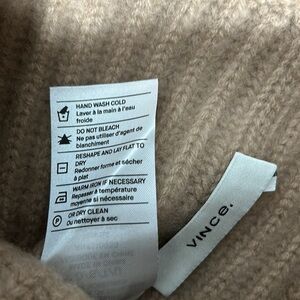 HAND WASH COLD
Laver à la main à l'eau
froide
DO NOT BLEACH
Ne pas utiliser d'agent de
blanchiment
RESHAPE AND LAY FLAT TO
DRY
Redonner forme et sécher
à plat
WARM IRON IF NECESSARY
Repasser à température
moyenne si nécessaire
P
OR DRY CLEAN
Ou nettoyer à sec
VINCE.